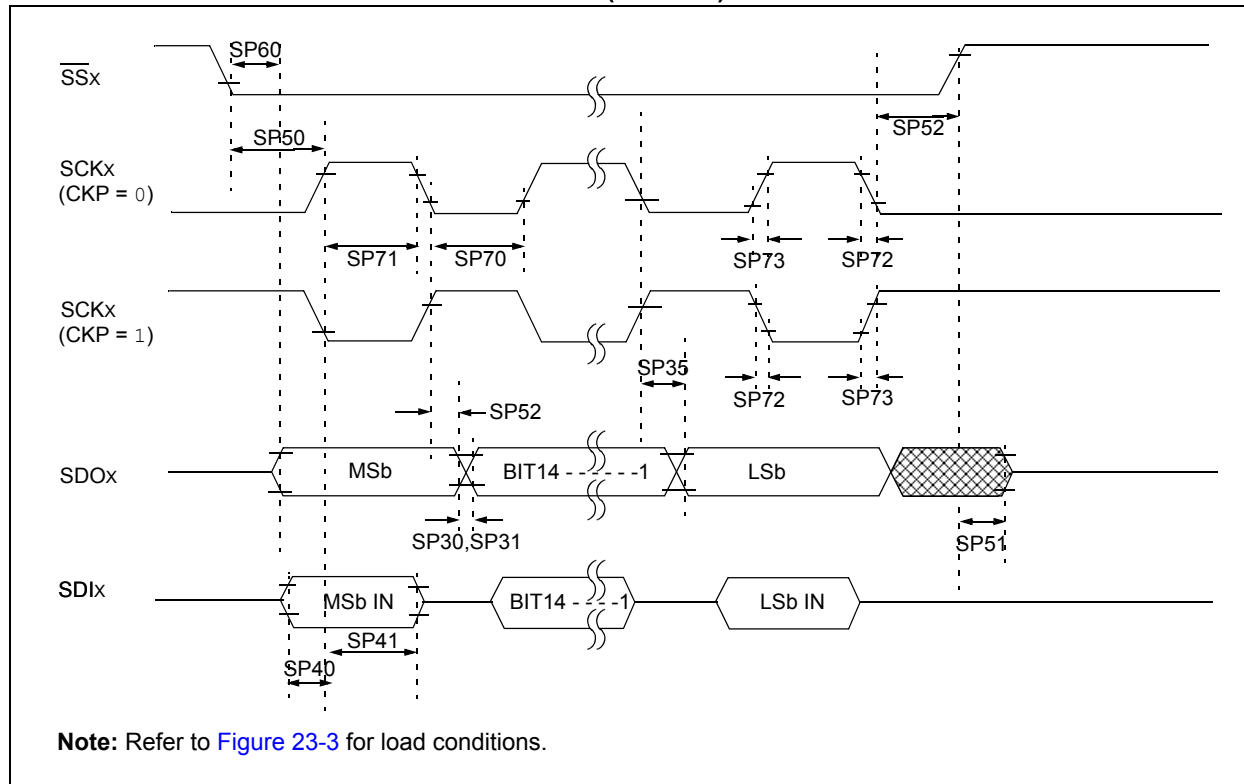 SP60
SSx
SP50
SP52
SCKx
(CKP = 0)
SP71
SP70
SP73
SP72
SCKx
(CKP = 1)
SP35
SP72
SP73
SP52
SDOx
MSb
BIT14 - - - - - -1
LSb
SP30,SP31
SP51
SDIx
MSb IN
BIT14 - - - -1
LSb IN
SP41
SP40
Note: Refer to Figure 23-3 for load conditions.